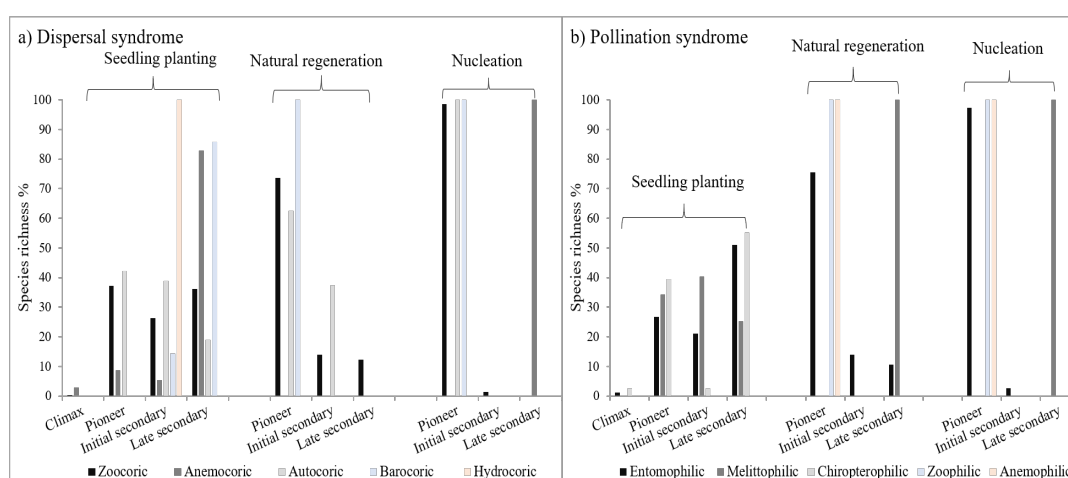 a) Dispersal syndrome
Seedling planting
Natural regeneration
Nucleation
Species richness %
100
90
80
70
60
50
40
30
20
10
0
Climax
Pioneer
Initial secondary
Late secondary
Pioneer
Initial secondary
Late secondary
Pioneer
Initial secondary
Late secondary
Zoocoric Anemocoric Autocoric Barocoric Hydrocoric
b) Pollination syndrome
Natural regeneration
Nucleation
Seedling planting
Species richness %
100
90
80
70
60
50
40
30
20
10
0
Climax
Pioneer
Initial secondary
Late secondary
Pioneer
Initial secondary
Late secondary
Pioneer
Initial secondary
Late secondary
Entomophilic Melittophilic Chiropterophilic Zoophilic Anemophilic